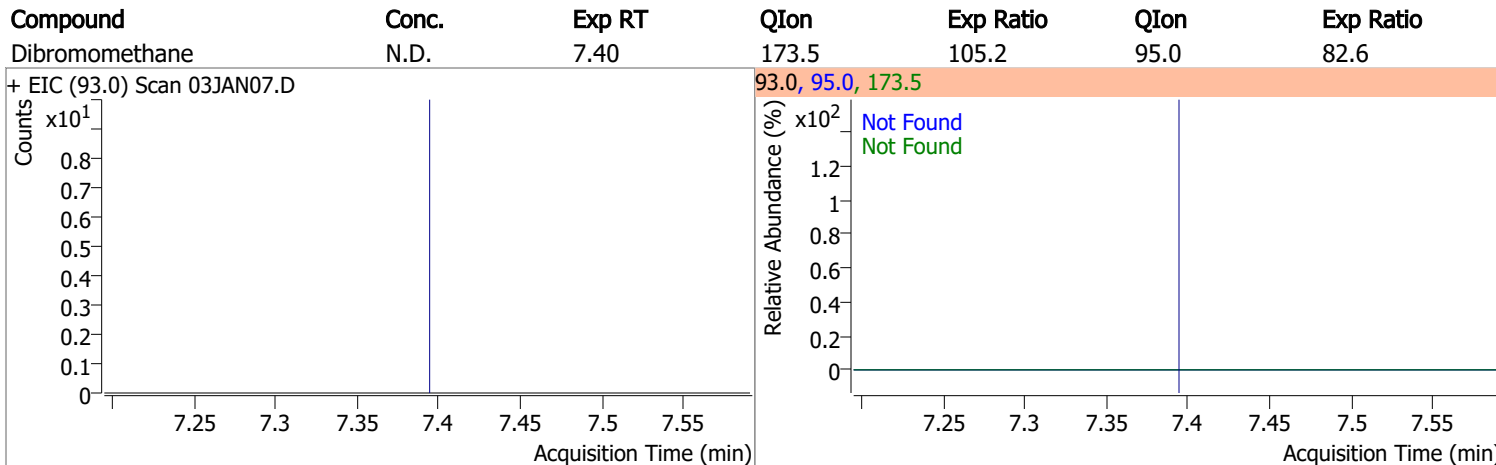 Compound Conc. Exp RT QIon Exp Ratio QIon Exp Ratio
Dibromomethane N.D. 7.40 173.5 105.2 95.0 82.6
+ EIC (93.0) Scan 03JAN07.D
Counts
x10^1
0.8
0.7
0.6
0.5
0.4
0.3
0.2
0.1
0
7.25 7.3 7.35 7.4 7.45 7.5 7.55
Acquisition Time (min)
93.0, 95.0, 173.5
Relative Abundance (%)
x10^2
Not Found
Not Found
1.2
1
0.8
0.6
0.4
0.2
0
7.25 7.3 7.35 7.4 7.45 7.5 7.55
Acquisition Time (min)